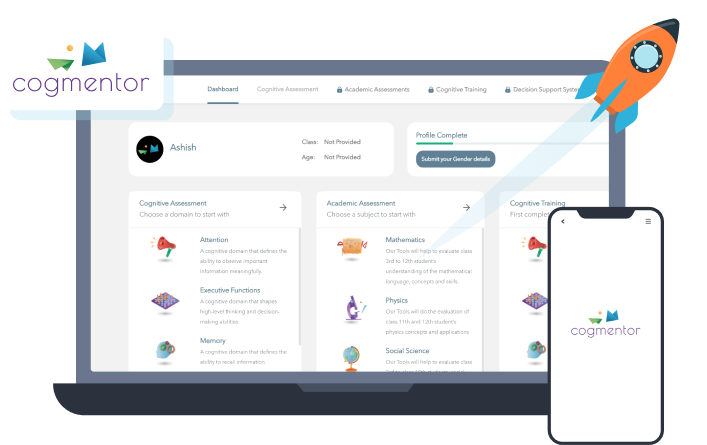 cogmentor
Dashboard
Cognitive Assessment
Academic Assessments
Cognitive Training
Decision Support System
Ashish
Class: Not Provided
Age: Not Provided
Profile Complete
Submit your Gender details
Cognitive Assessment
Choose a domain to start with
Attention
A cognitive domain that defines the
ability to observe important
information meaningfully.
Executive Functions
A cognitive domain that shapes
high-level thinking and decision-
making abilities.
Memory
A cognitive domain that defines the
ability to recall information
Academic Assessment
Choose a subject to start with
Mathematics
Our Tools will help to evaluate class
3rd to 12th student's
understanding of the mathematical
language, concepts and skills.
Physics
Our Tools will do the evaluation of
class 11th and 12th student's
physics concepts and applications
Social Science
Our Tools will help to evaluate class
Cognitive Training
First complet
cogmentor